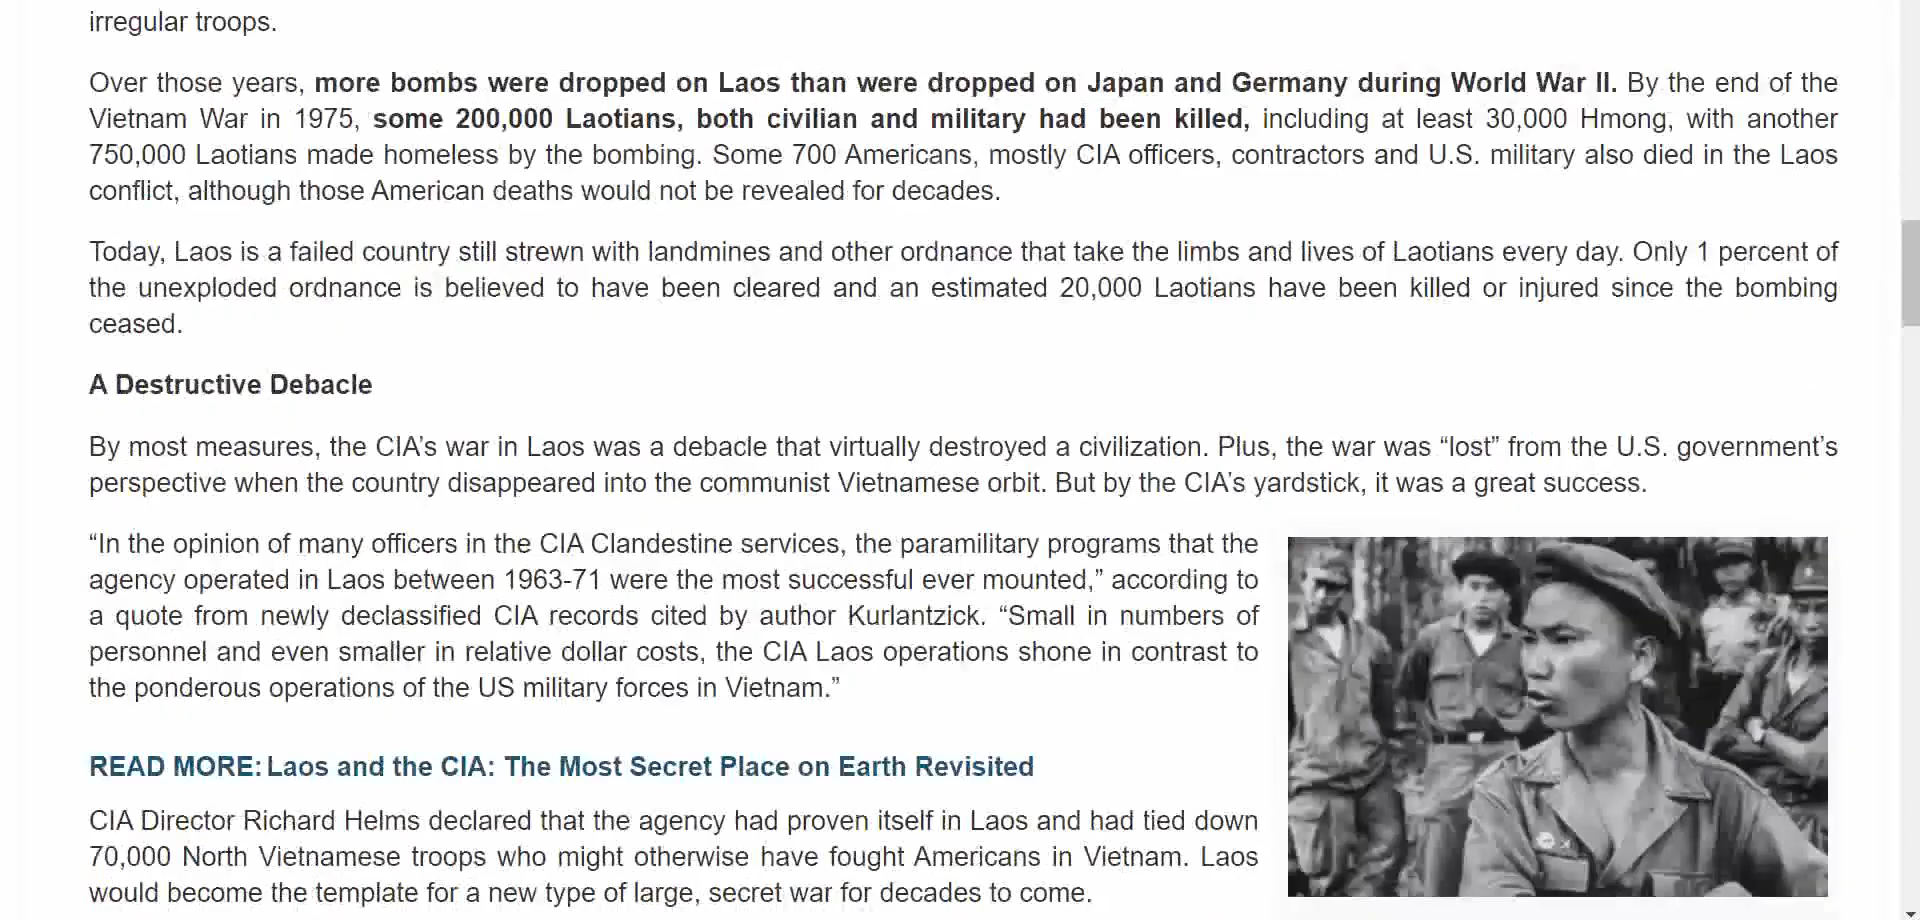 irregular troops.
Over those years, more bombs were dropped on Laos than were dropped on Japan and Germany during World War II. By the end of the
Vietnam War in 1975, some 200,000 Laotians, both civilian and military had been killed, including at least 30,000 Hmong, with another
750,000 Laotians made homeless by the bombing. Some 700 Americans, mostly CIA officers, contractors and U.S. military also died in the Laos
conflict, although those American deaths would not be revealed for decades.
Today, Laos is a failed country still strewn with landmines and other ordnance that take the limbs and lives of Laotians every day. Only 1 percent of
the unexploded ordnance is believed to have been cleared and an estimated 20,000 Laotians have been killed or injured since the bombing
ceased.
A Destructive Debacle
By most measures, the CIA’s war in Laos was a debacle that virtually destroyed a civilization. Plus, the war was “lost” from the U.S. government’s
perspective when the country disappeared into the communist Vietnamese orbit. But by the CIA’s yardstick, it was a great success.
“In the opinion of many officers in the CIA Clandestine services, the paramilitary programs that the
agency operated in Laos between 1963-71 were the most successful ever mounted,” according to
a quote from newly declassified CIA records cited by author Kurlantzick. “Small in numbers of
personnel and even smaller in relative dollar costs, the CIA Laos operations shone in contrast to
the ponderous operations of the US military forces in Vietnam.”
READ MORE: Laos and the CIA: The Most Secret Place on Earth Revisited
CIA Director Richard Helms declared that the agency had proven itself in Laos and had tied down
70,000 North Vietnamese troops who might otherwise have fought Americans in Vietnam. Laos
would become the template for a new type of large, secret war for decades to come.